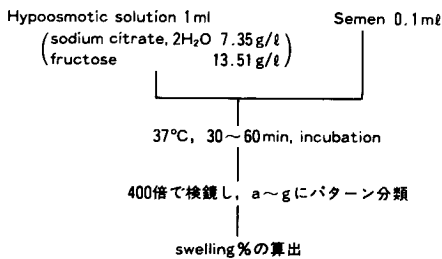 Hypoosmotic solution 1ml
Semen 0.1mℓ
(sodium citrate, 2H₂O 7.35g/ℓ
fructose 13.51g/ℓ)
37°C, 30～60min, incubation
400倍で検鏡し, a～gにパターン分類
swelling%の算出